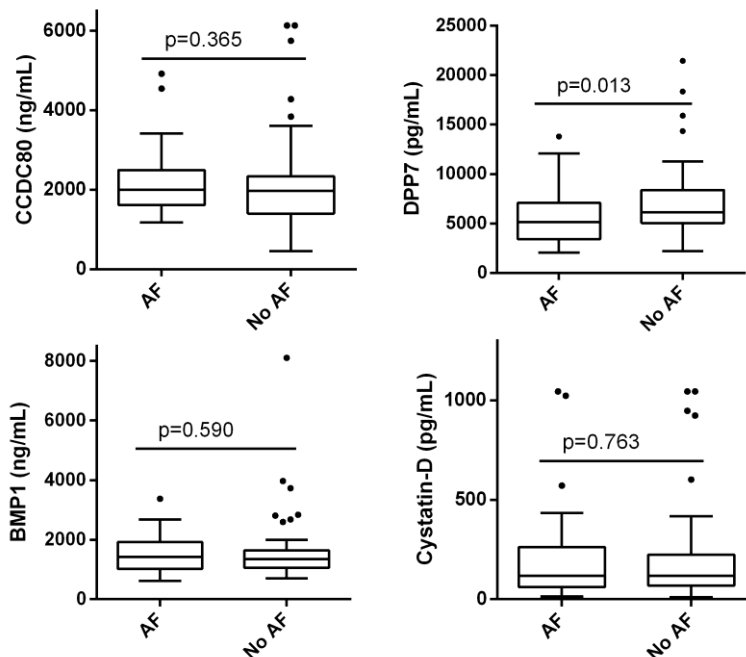 CCDC80 (ng/mL)
6000
4000
2000
0
p=0.365
AF
No AF
DPP7 (pg/mL)
25000
20000
15000
10000
5000
0
p=0.013
AF
No AF
BMP1 (ng/mL)
8000
6000
4000
2000
0
p=0.590
AF
No AF
Cystatin-D (pg/mL)
1000
500
0
p=0.763
AF
No AF